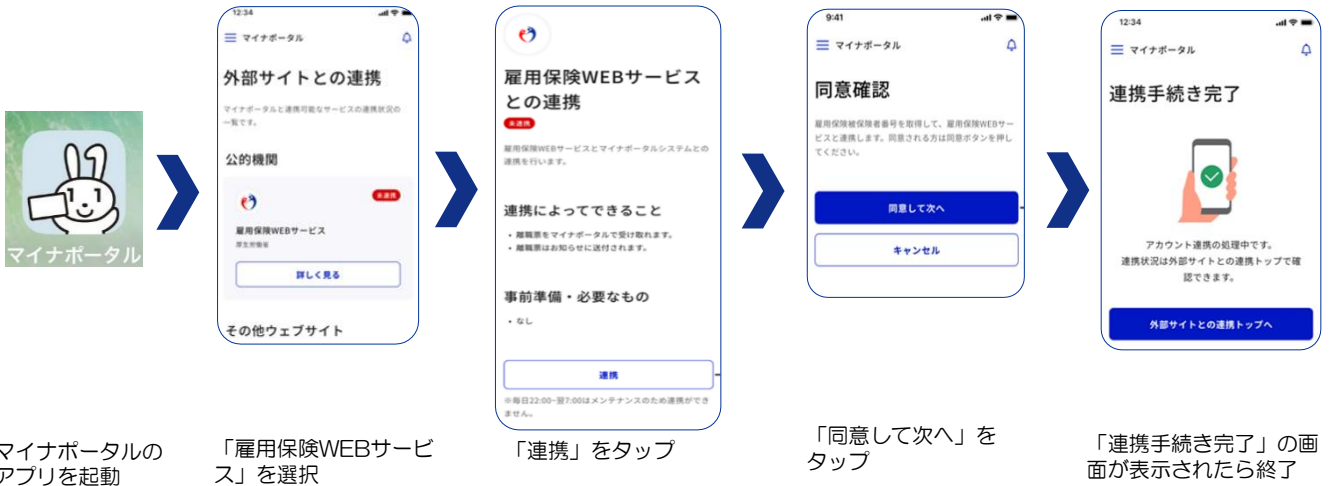 マイナポータル
マイナポータルの
アプリを起動
12:34
マイナポータル
外部サイトとの連携
マイナポータルと連携可能なサービスの連携状況の
一覧です。
公的機関
未連携
雇用保険WEBサービス
厚生労働省
詳しく見る
その他ウェブサイト
「雇用保険WEBサービ
ス」を選択
雇用保険WEBサービス
との連携
未連携
雇用保険WEBサービスとマイナポータルシステムとの
連携を行います。
連携によってできること
・離職票をマイナポータルで受け取れます。
・離職票はお知らせに送付されます。
事前準備・必要なもの
・なし
連携
※毎日22:00~翌7:00はメンテナンスのため連携ができ
ません。
「連携」をタップ
9:41
マイナポータル
同意確認
雇用保険被保険者番号を取得して、雇用保険WEBサー
ビスと連携します。同意される方は同意ボタンを押し
てください。
同意して次へ
キャンセル
「同意して次へ」を
タップ
12:34
マイナポータル
連携手続き完了
アカウント連携の処理中です。
連携状況は外部サイトとの連携トップで確
認できます。
外部サイトとの連携トップへ
「連携手続き完了」の画
面が表示されたら終了